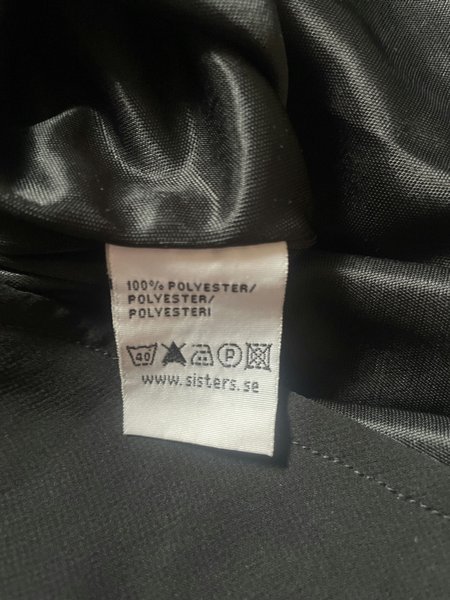 100% POLYESTER/
POLYESTER/
POLYESTERI
40 P
www.sisters.se